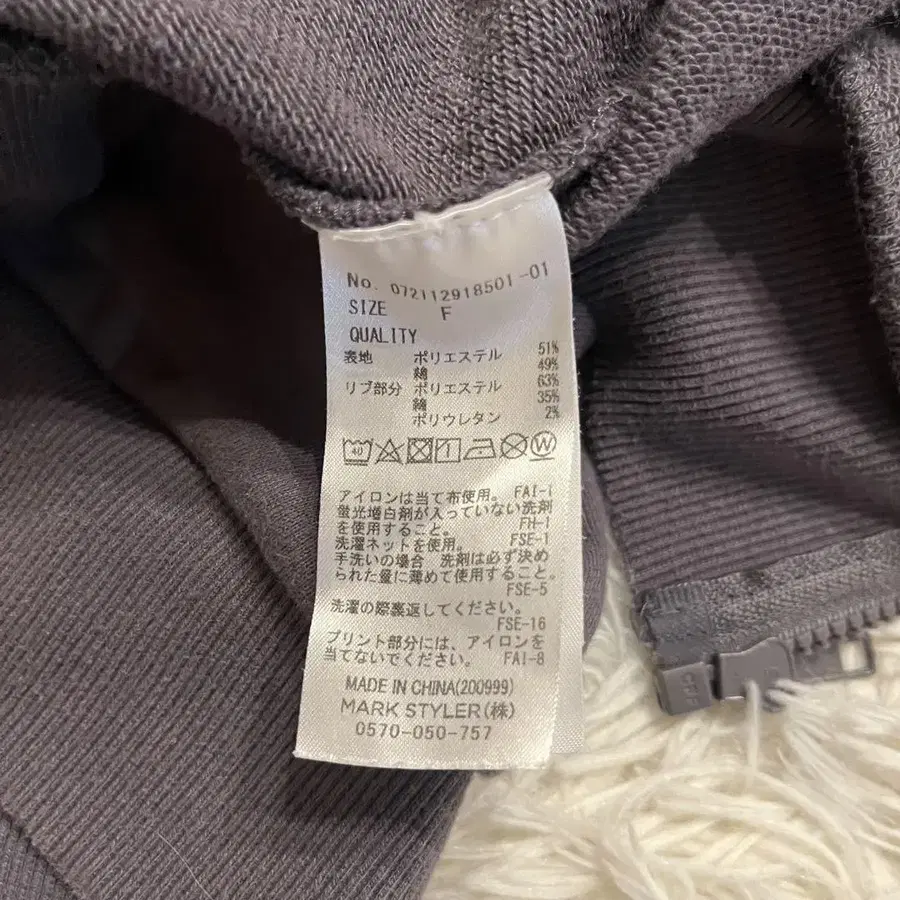 No. 072112918501-01
SIZE F
QUALITY
表地 ポリエステル 51%
綿 49%
リブ部分 ポリエステル 63%
綿 35%
ポリウレタン 2%
40 1 W
アイロンは当て布使用。 FAI-1
蛍光増白剤が入っていない洗剤
を使用すること。 FH-1
洗濯ネットを使用。 FSE-1
手洗いの場合 洗剤は必ず決め
られた量に薄めて使用すること。
FSE-5
洗濯の際裏返してください。
FSE-16
プリント部分には、アイロンを
当てないでください。 FAI-8
MADE IN CHINA(200999)
MARK STYLER(株)
0570-050-757